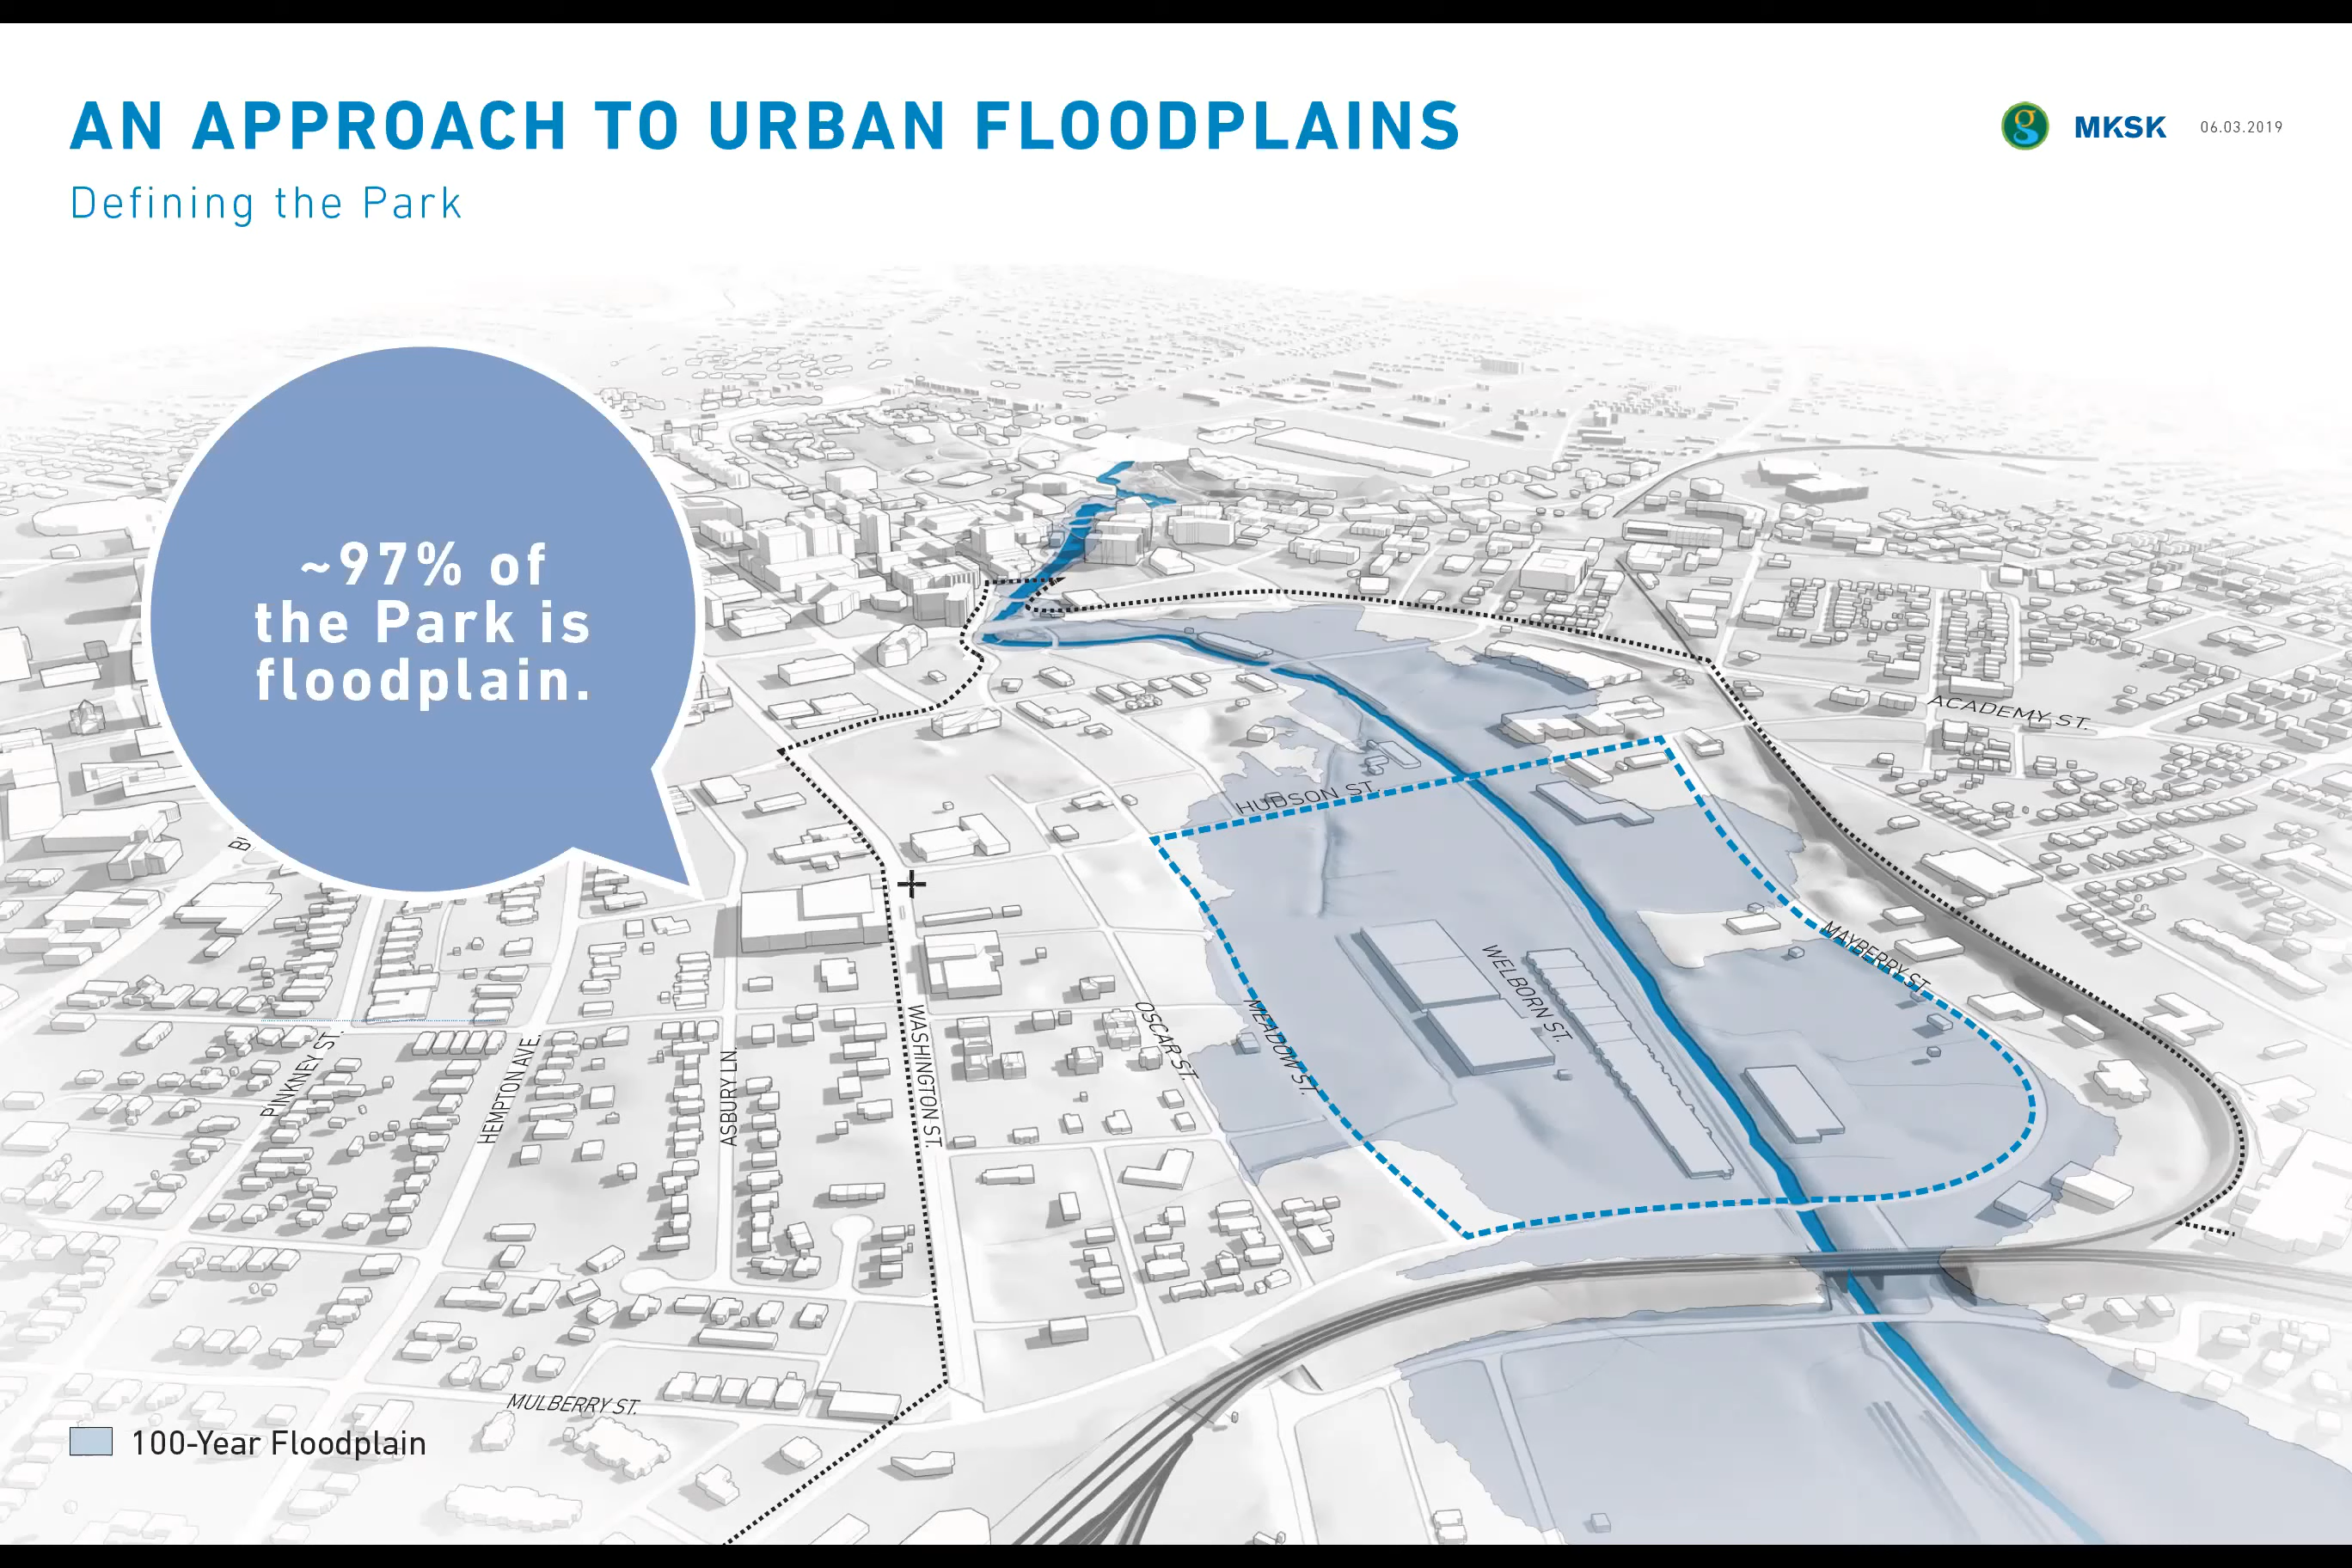 AN APPROACH TO URBAN FLOODPLAINS
Defining the Park
g
MKSK
06.03.2019
~97% of
the Park is
floodplain.
ACADEMY ST.
HUDSON ST.
MAYBERRY ST.
WELBORN ST.
MEADOW ST.
OSCAR ST.
WASHINGTON ST.
ASBURY LN.
HEMPTON AVE.
PINKNEY ST.
MULBERRY ST.
100-Year Floodplain